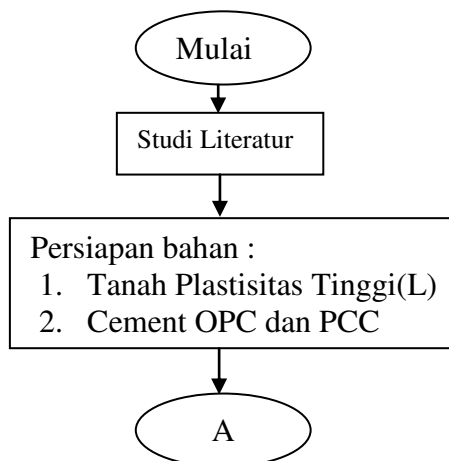 Mulai
Studi Literatur
Persiapan bahan :
1. Tanah Plastisitas Tinggi(L)
2. Cement OPC dan PCC
A